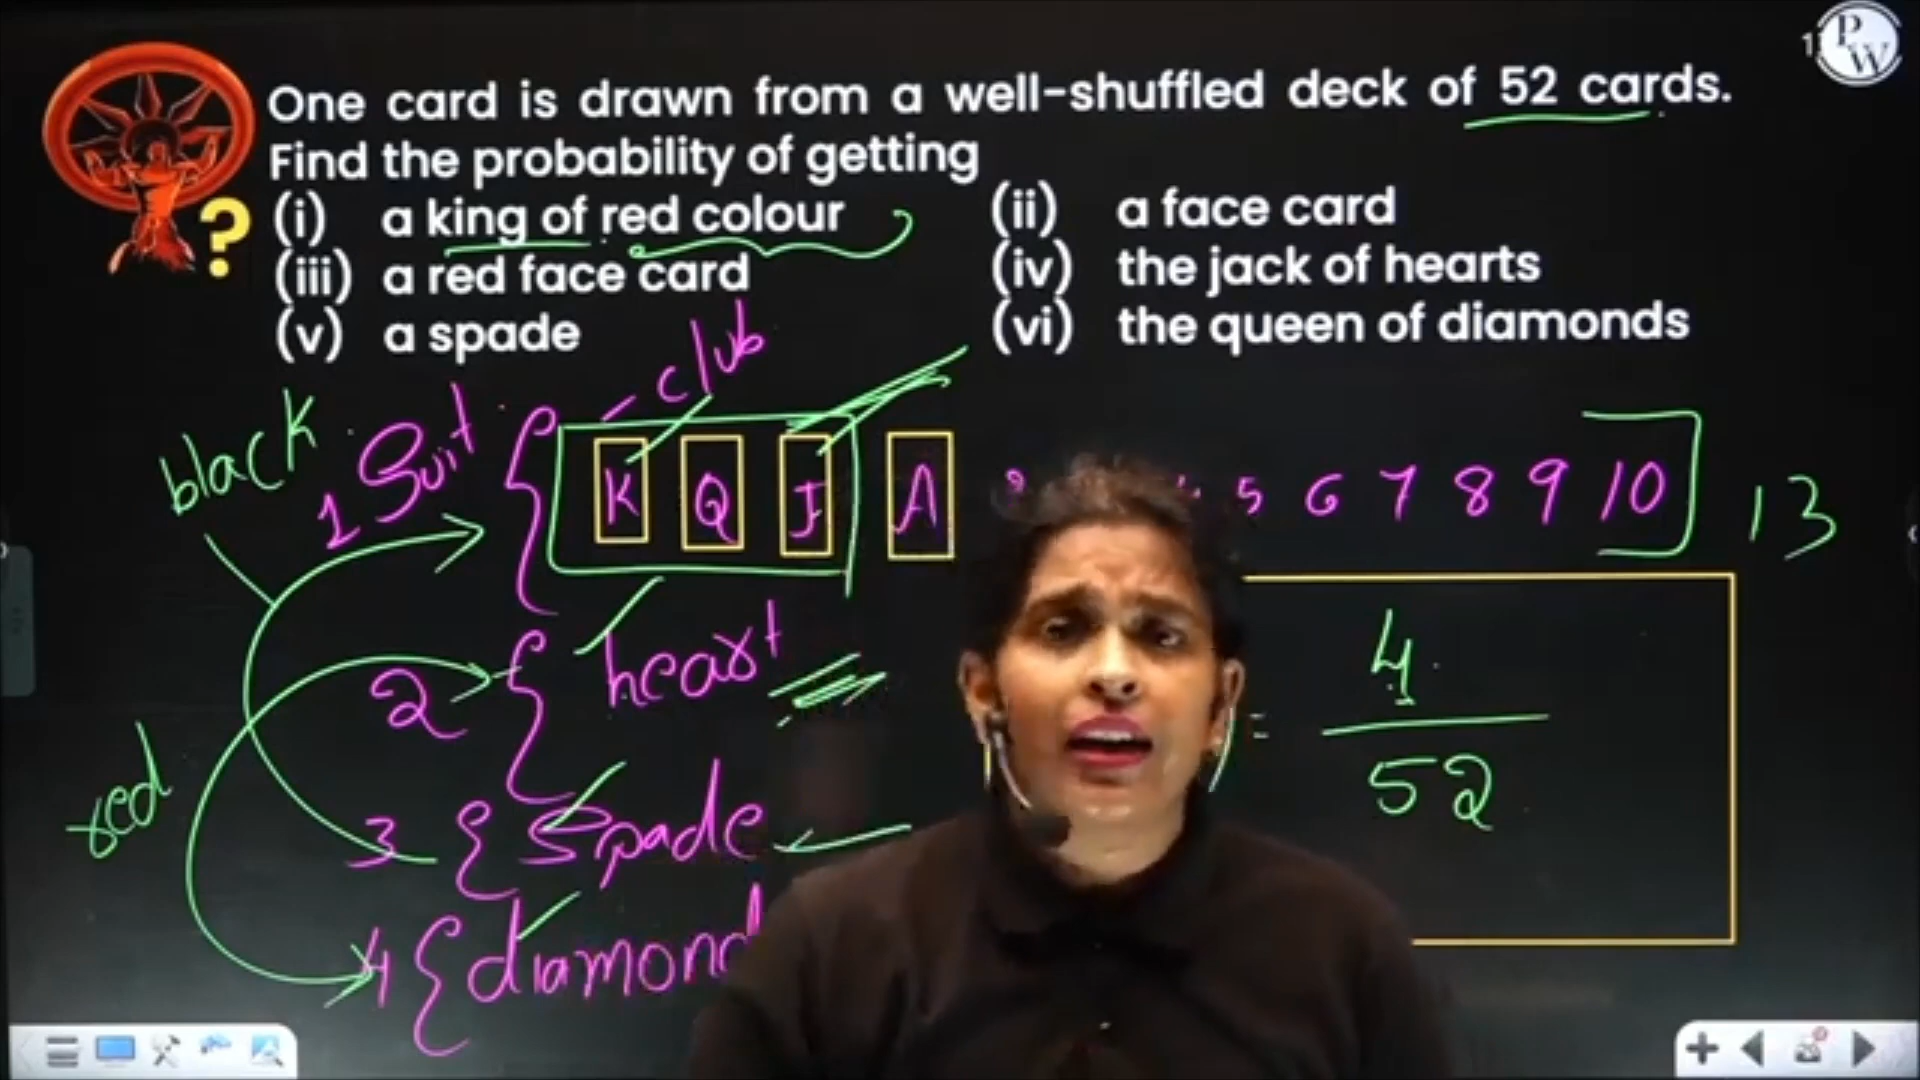 One card is drawn from a well-shuffled deck of 52 cards.
Find the probability of getting
(i) a king of red colour (ii) a face card
(iii) a red face card (iv) the jack of hearts
(v) a spade (vi) the queen of diamonds
PW
club
black
1 Suit { K Q J A 5 6 7 8 9 10 13
2 { heart
= 4
52
red
3 { Spade
4 { diamond